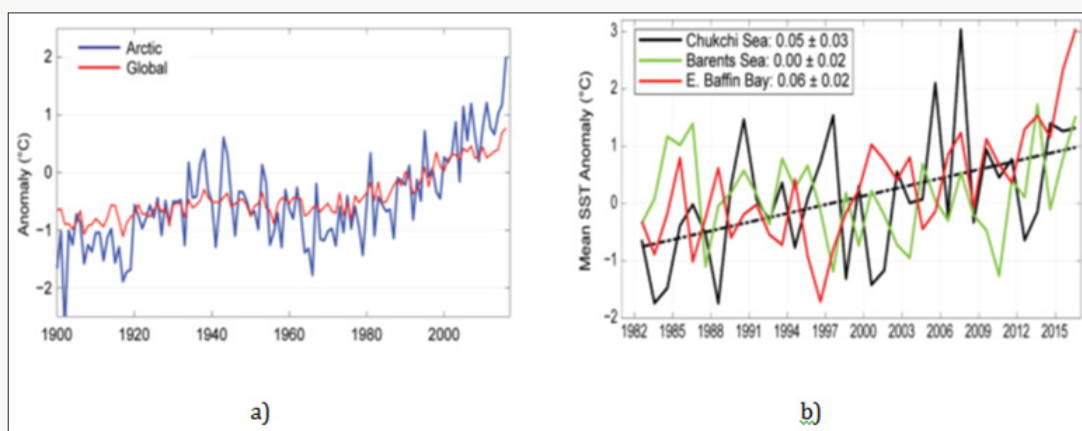 Arctic
Global
Anomaly (°C)
2
1
0
−1
−2
1900 1920 1940 1960 1980 2000
a)
Chukchi Sea: 0.05 ± 0.03
Barents Sea: 0.00 ± 0.02
E. Baffin Bay: 0.06 ± 0.02
Mean SST Anomaly (°C)
3
2
1
0
−1
−2
1982 1985 1988 1991 1994 1997 2000 2003 2006 2009 2012 2015
b)